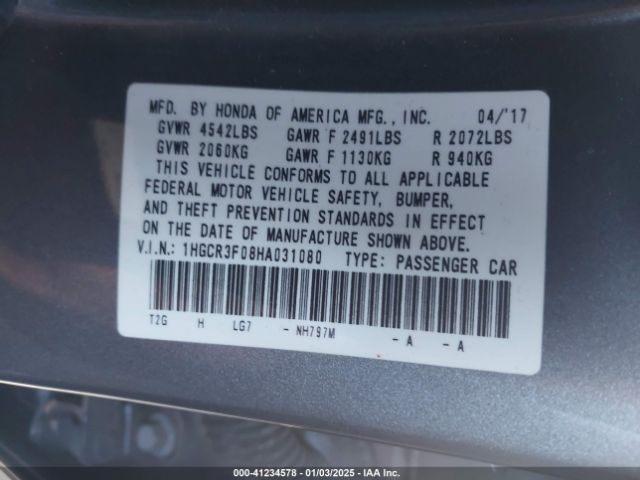 MFD. BY HONDA OF AMERICA MFG., INC. 04/'17
GVWR 4542LBS GAWR F 2491LBS R 2072LBS
GVWR 2060KG GAWR F 1130KG R 940KG
THIS VEHICLE CONFORMS TO ALL APPLICABLE
FEDERAL MOTOR VEHICLE SAFETY, BUMPER,
AND THEFT PREVENTION STANDARDS IN EFFECT
ON THE DATE OF MANUFACTURE SHOWN ABOVE.
V.I.N.: 1HGCR3F08HA031080 TYPE: PASSENGER CAR
T2G H LG7 - NH797M - A - A
000-41234578 - 01/03/2025 - IAA Inc.